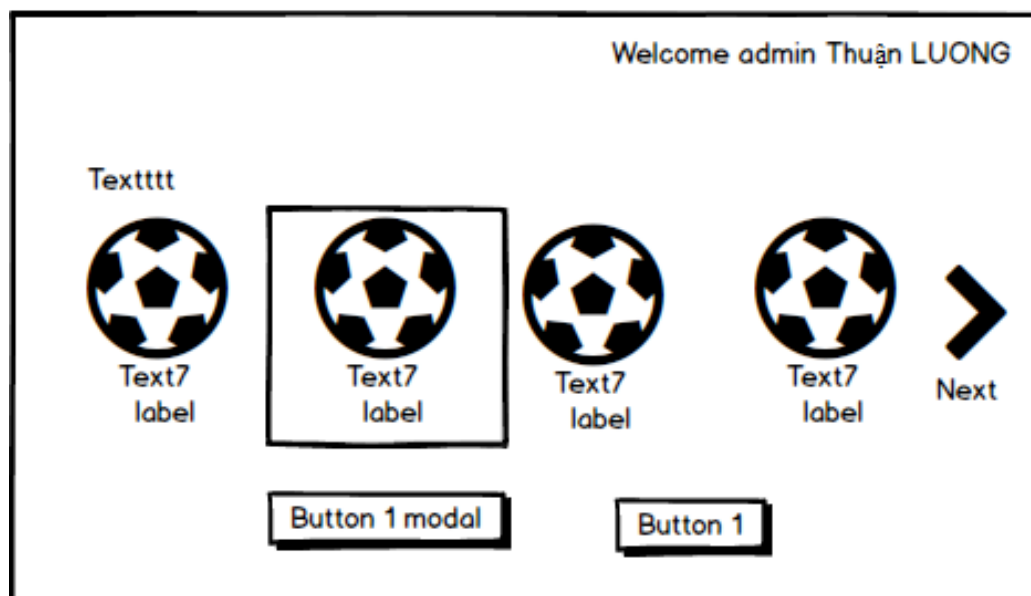 Welcome admin Thuận LUONG
Textttt
Text7
label
Text7
label
Text7
label
Text7
label
Next
Button 1 modal
Button 1